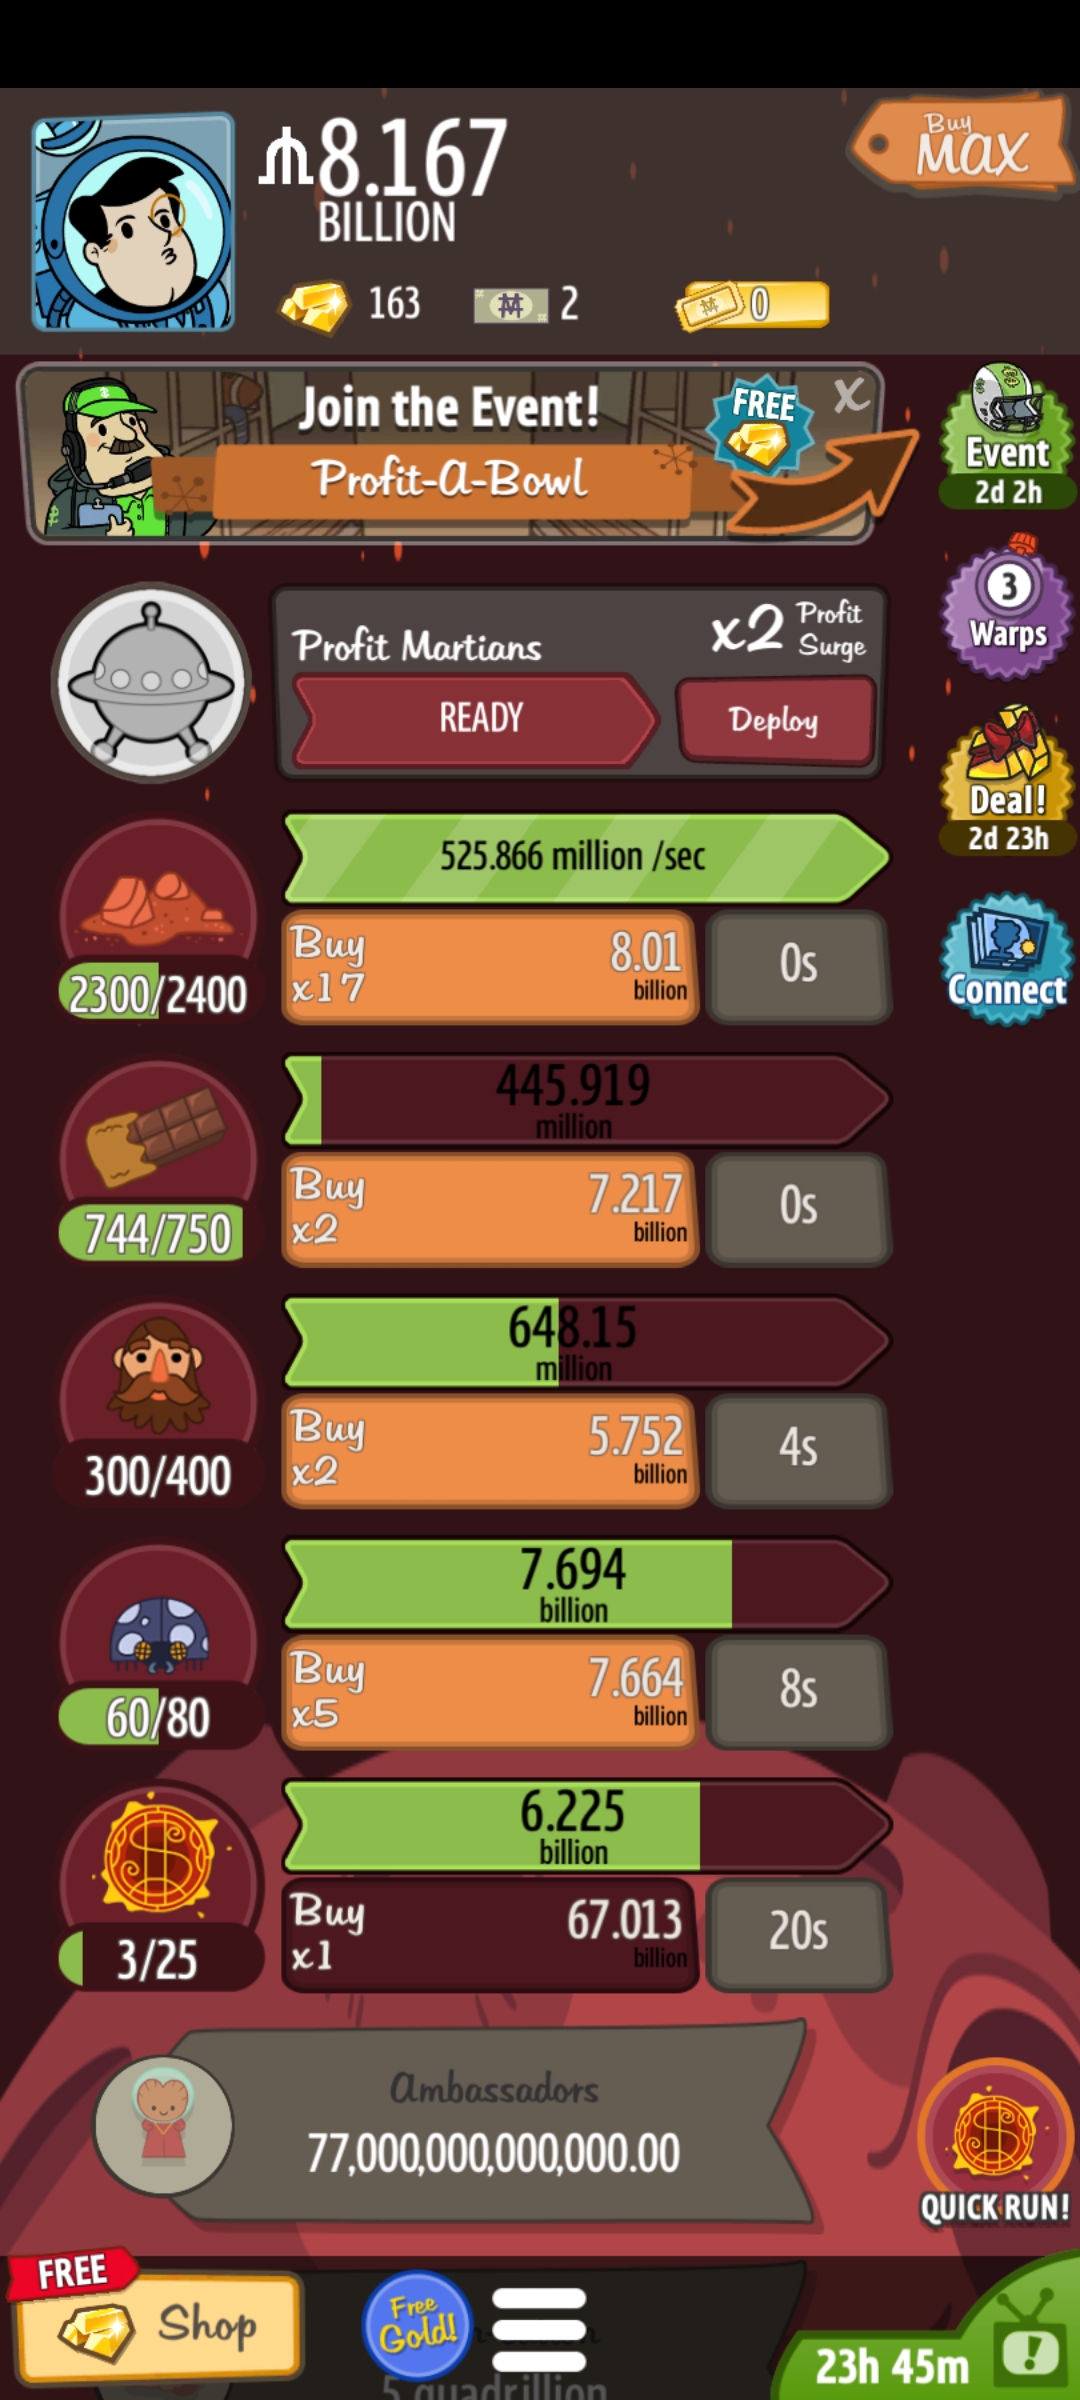 Buy
MAX
8.167
BILLION
163
2
0
Join the Event!
FREE
X
Profit-A-Bowl
Event
2d 2h
3
Warps
Profit Martians
x2 Profit Surge
READY
Deploy
Deal!
2d 23h
525.866 million /sec
Buy x17
8.01 billion
0s
2300/2400
Connect
445.919
million
Buy x2
7.217 billion
0s
744/750
648.15
million
Buy x2
5.752 billion
4s
300/400
7.694
billion
Buy x5
7.664 billion
8s
60/80
6.225
billion
Buy x1
67.013 billion
20s
3/25
Ambassadors
77,000,000,000,000.00
QUICK RUN!
FREE
Shop
Free Gold!
23h 45m
5 quadrillion